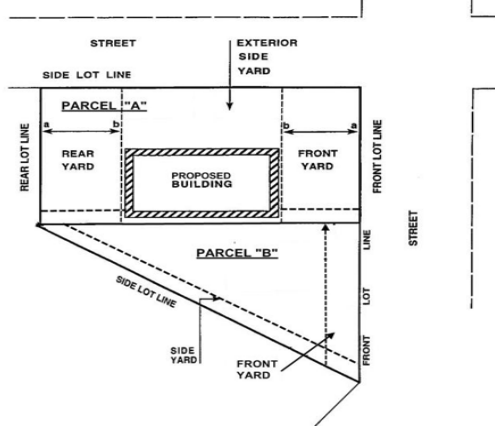 STREET
EXTERIOR
SIDE
YARD
SIDE LOT LINE
PARCEL "A"
a
b
b
a
REAR LOT LINE
REAR
YARD
FRONT
YARD
FRONT LOT LINE
PROPOSED
BUILDING
STREET
PARCEL "B"
FRONT LOT LINE
SIDE LOT LINE
SIDE
YARD
FRONT
YARD